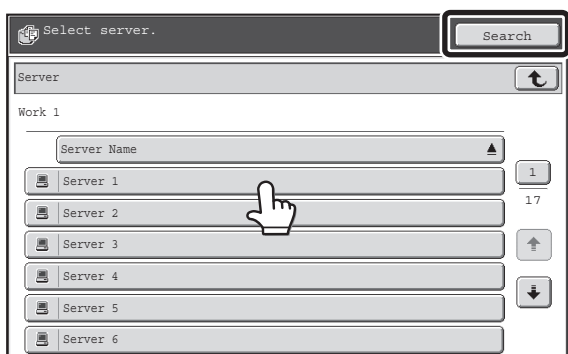 Select server.
Search
Server
Work 1
Server Name
Server 1
1
17
Server 2
Server 3
Server 4
Server 5
Server 6